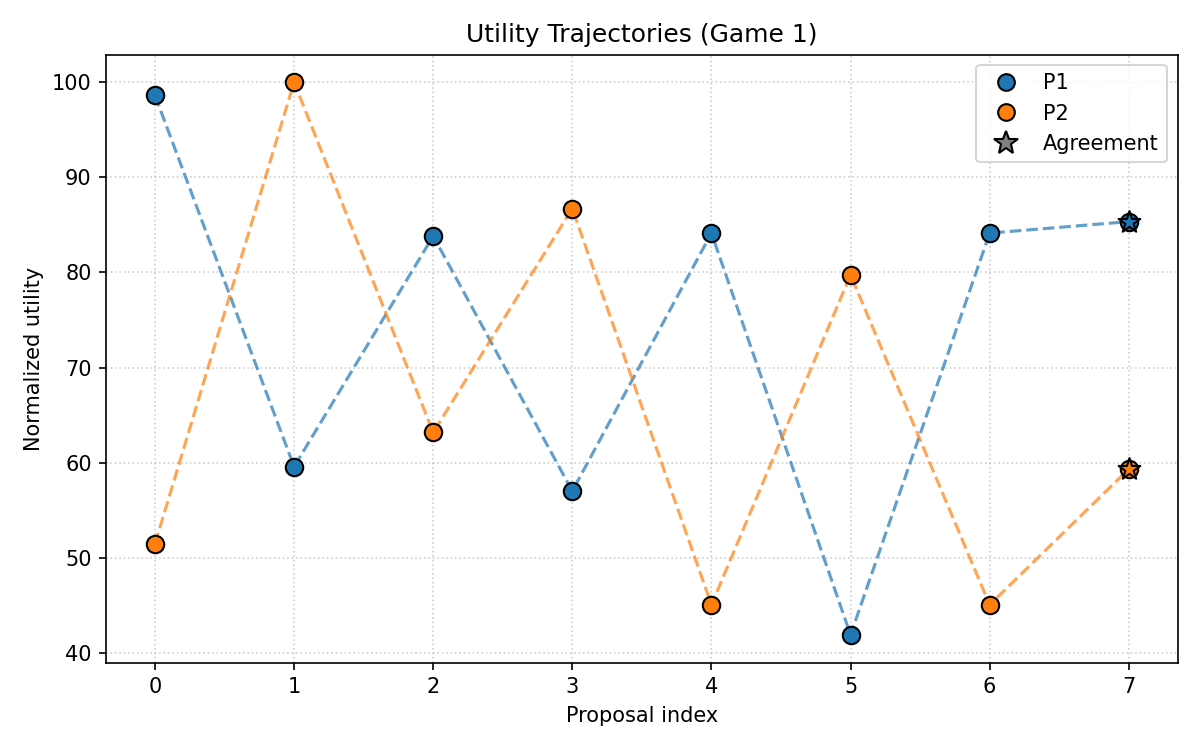 Utility Trajectories (Game 1)
P1
P2
Agreement
Normalized utility
100
90
80
70
60
50
40
0 1 2 3 4 5 6 7
Proposal index